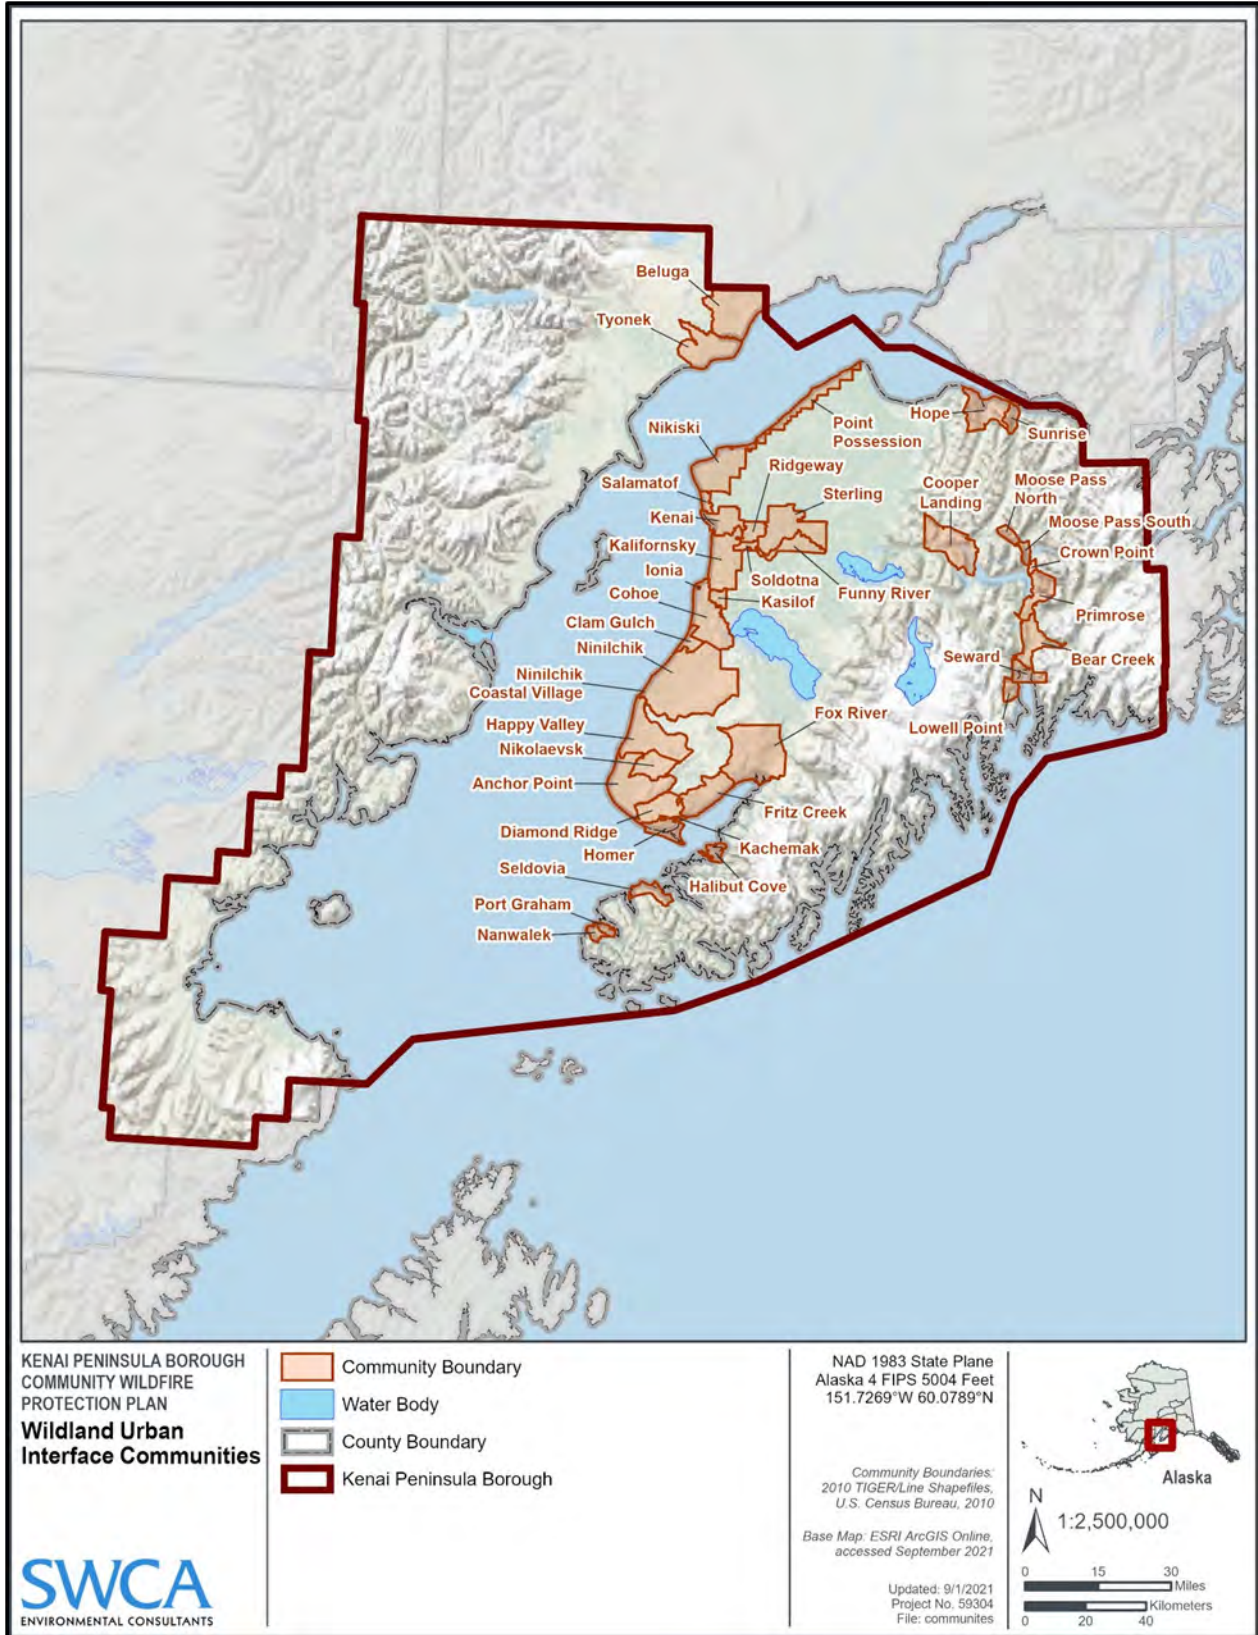 Beluga
Tyonek
Hope
Sunrise
Point
Possession
Nikiski
Ridgeway
Salamatof
Sterling
Cooper
Landing
Moose Pass
North
Kenai
Moose Pass South
Kalifornsky
Crown Point
Ionia
Soldotna
Funny River
Cohoe
Kasilof
Primrose
Clam Gulch
Ninilchik
Seward
Bear Creek
Ninilchik
Coastal Village
Fox River
Lowell Point
Happy Valley
Nikolaevsk
Anchor Point
Fritz Creek
Diamond Ridge
Kachemak
Homer
Seldovia
Halibut Cove
Port Graham
Nanwalek
KENAI PENINSULA BOROUGH
COMMUNITY WILDFIRE
PROTECTION PLAN
Wildland Urban
Interface Communities
SWCA
ENVIRONMENTAL CONSULTANTS
Community Boundary
Water Body
County Boundary
Kenai Peninsula Borough
NAD 1983 State Plane
Alaska 4 FIPS 5004 Feet
151.7269°W 60.0789°N
Community Boundaries:
2010 TIGER/Line Shapefiles,
U.S. Census Bureau, 2010
Base Map: ESRI ArcGIS Online,
accessed September 2021
Updated: 9/1/2021
Project No. 59304
File: communites
Alaska
N
1:2,500,000
0 15 30
Miles
Kilometers
0 20 40